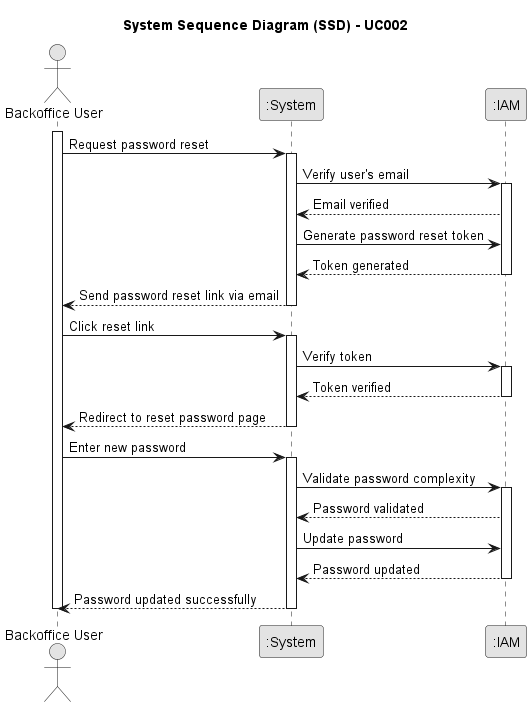 System Sequence Diagram (SSD) - UC002
Backoffice User
:System
:IAM
Request password reset
Verify user's email
Email verified
Generate password reset token
Token generated
Send password reset link via email
Click reset link
Verify token
Token verified
Redirect to reset password page
Enter new password
Validate password complexity
Password validated
Update password
Password updated
Password updated successfully
Backoffice User
:System
:IAM